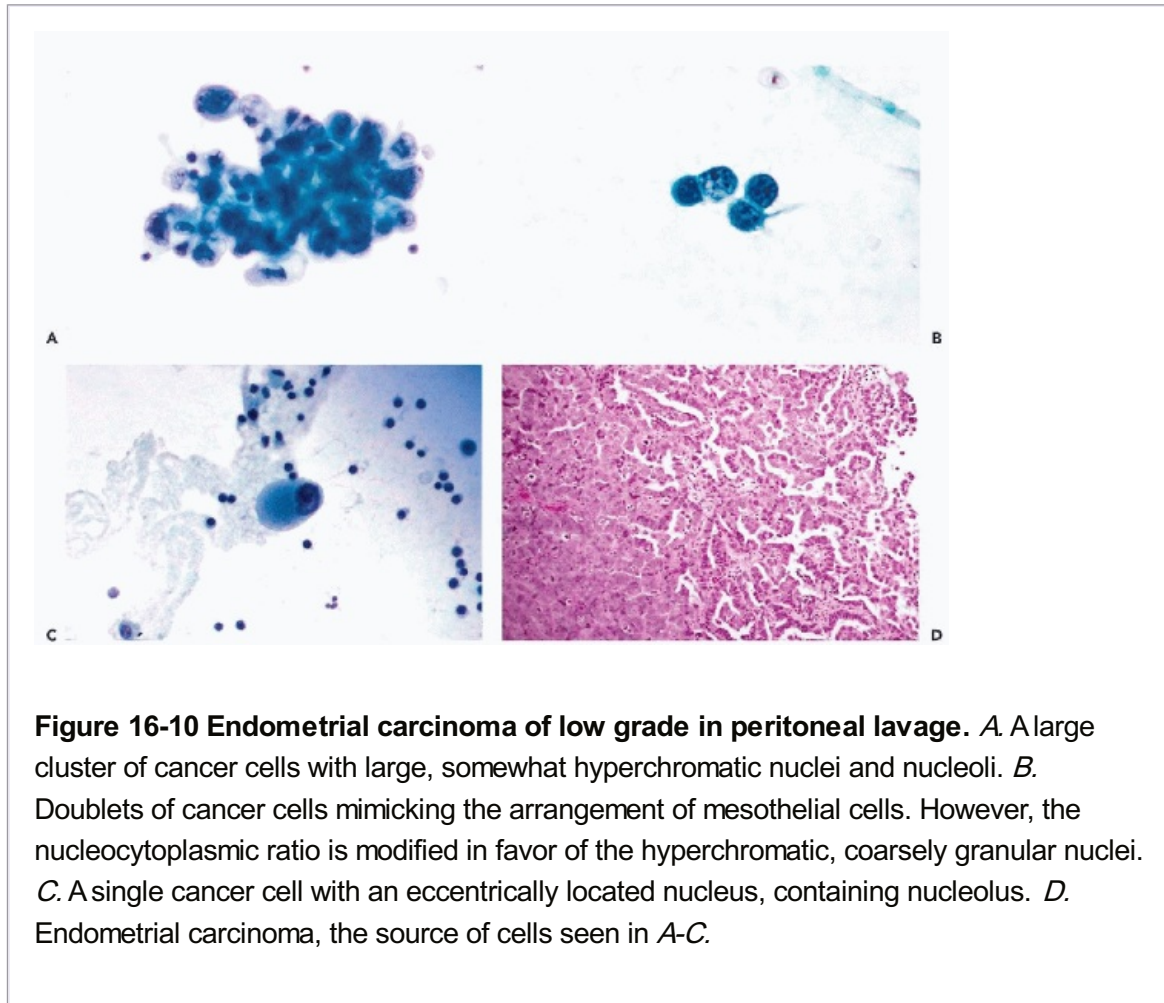 A
B
C
D
Figure 16-10 Endometrial carcinoma of low grade in peritoneal lavage. A. A large
cluster of cancer cells with large, somewhat hyperchromatic nuclei and nucleoli. B.
Doublets of cancer cells mimicking the arrangement of mesothelial cells. However, the
nucleocytoplasmic ratio is modified in favor of the hyperchromatic, coarsely granular nuclei.
C. A single cancer cell with an eccentrically located nucleus, containing nucleolus. D.
Endometrial carcinoma, the source of cells seen in A-C.